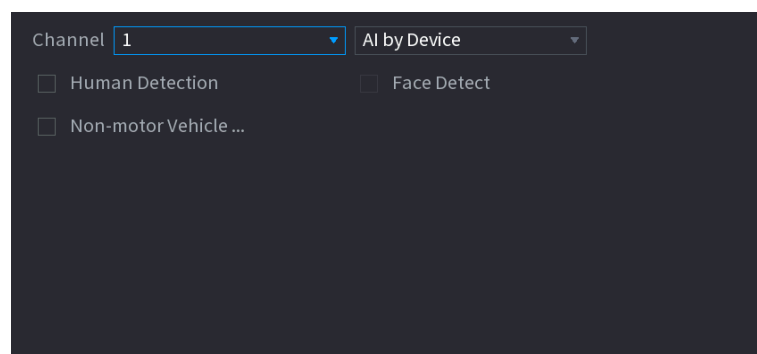 Channel 1 AI by Device
Human Detection Face Detect
Non-motor Vehicle ...